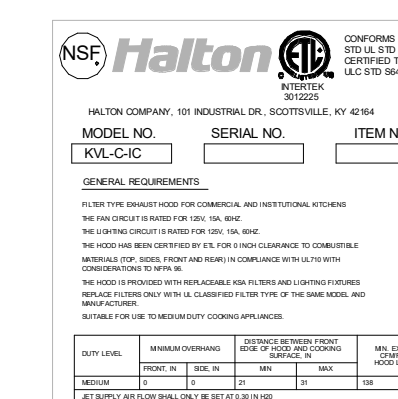 NSF
Halton
ETL
CONFORMS
STD UL STD
CERTIFIED
ULC STD
INTERTEK
3012225
HALTON COMPANY, 101 INDUSTRIAL DR., SCOTTSVILLE, KY 42164
MODEL NO. SERIAL NO. ITEM
KVL-C-IC
GENERAL REQUIREMENTS
FILTER TYPE EXHAUST HOOD FOR COMMERCIAL AND INSTITUTIONAL KITCHENS
THE FAN CIRCUIT IS RATED FOR 125V, 15A, 60HZ.
THE LIGHTING CIRCUIT IS RATED FOR 125V, 15A, 60HZ.
THE HOOD HAS BEEN CERTIFIED BY ETL FOR 0 INCH CLEARANCE TO COMBUSTIBLE
MATERIALS (TOP, SIDES, FRONT AND REAR) IN COMPLIANCE WITH UL710 WITH
CONSIDERATIONS TO NFPA 96.
THE HOOD IS PROVIDED WITH REPLACEABLE KSA FILTERS AND LIGHTING FIXTURES
REPLACE FILTERS ONLY WITH UL CLASSIFIED FILTER TYPE OF THE SAME MODEL AND
MANUFACTURER.
SUITABLE FOR USE TO MEDIUM DUTY COOKING APPLIANCES.
DUTY LEVEL
MINIMUM OVERHANG
DISTANCE BETWEEN FRONT
EDGE OF HOOD AND COOKING
SURFACE, IN
MIN.
HOOD
FRONT, IN SIDE, IN MIN MAX
MEDIUM 0 0 21 31 138
JET SUPPLY AIR FLOW SHALL ONLY BE SET AT 0.30 IN H20